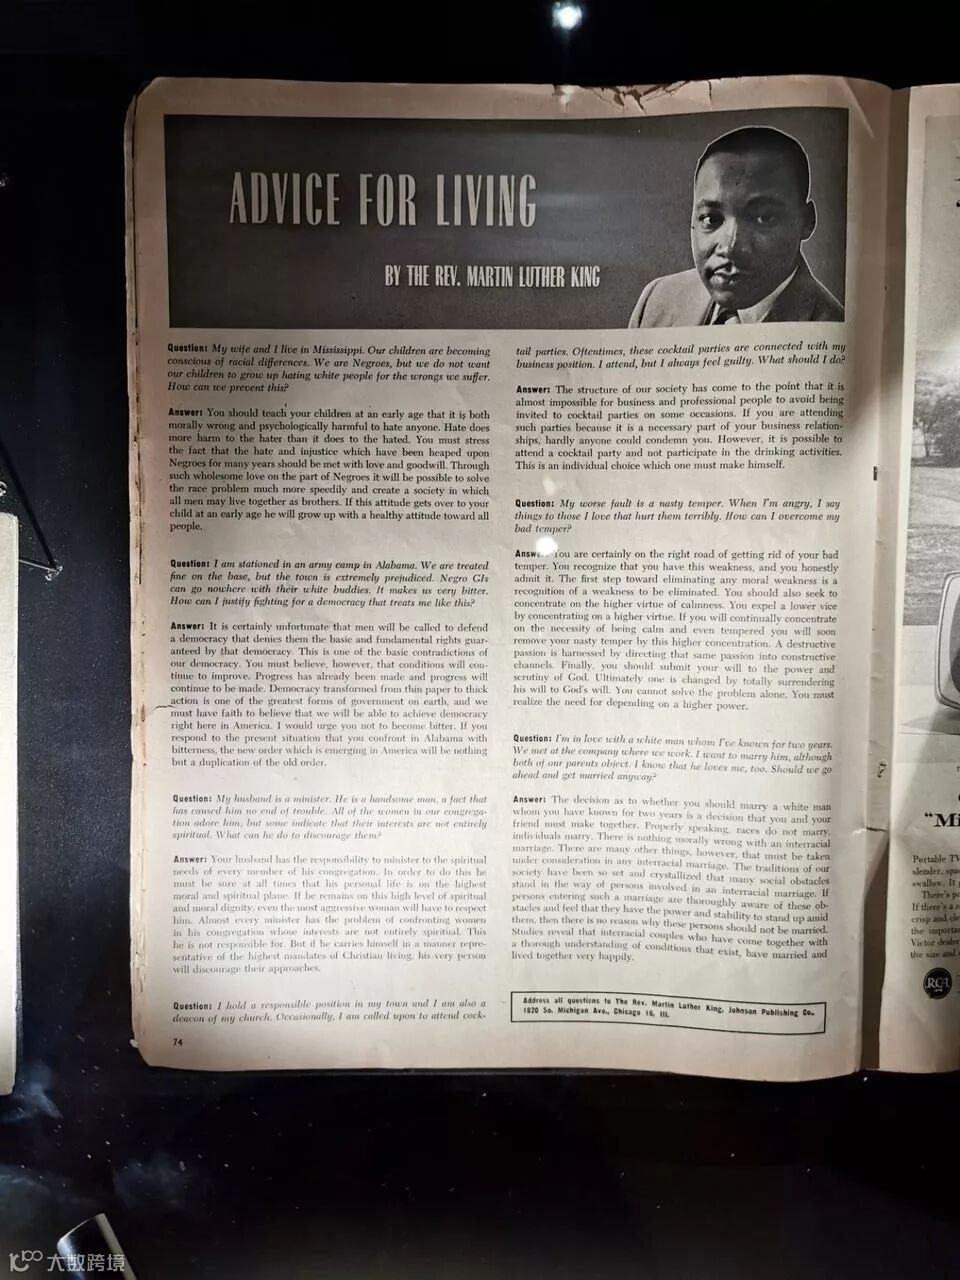 ADVICE FOR LIVING
BY THE REV. MARTIN LUTHER KING
Question: My wife and I live in Mississippi. Our children are becoming
conscious of racial differences. We are Negroes, but we do not want
our children to grow up hating white people for the wrongs we suffer.
How can we prevent this?
Answer: You should teach your children at an early age that it is both
morally wrong and psychologically harmful to hate anyone. Hate does
more harm to the hater than it does to the hated. You must stress
the fact that the hate and injustice which have been heaped upon
Negroes for many years should be met with love and goodwill. Through
such wholesome love on the part of Negroes it will be possible to solve
the race problem much more speedily and create a society in which
all men may live together as brothers. If this attitude gets over to your
child at an early age he will grow up with a healthy attitude toward all
people.
Question: I am stationed in an army camp in Alabama. We are treated
fine on the base, but the town is extremely prejudiced. Negro GIs
can go nowhere with their white buddies. It makes us very bitter.
How can I justify fighting for a democracy that treats me like this?
Answer: It is certainly unfortunate that men will be called to defend
a democracy that denies them the basic and fundamental rights guar-
anteed by that democracy. This is one of the basic contradictions of
our democracy. You must believe, however, that conditions will con-
tinue to improve. Progress has already been made and progress will
continue to be made. Democracy transformed from thin paper to thick
action is one of the greatest forms of government on earth, and we
must have faith to believe that we will be able to achieve democracy
right here in America. I would urge you not to become bitter. If you
respond to the present situation that you confront in Alabama with
bitterness, the new order which is emerging in America will be nothing
but a duplication of the old order.
Question: My husband is a minister. He is a handsome man, a fact that
has caused him no end of trouble. All of the women in our congrega-
tion adore him, but some indicate that their interests are not entirely
spiritual. What can he do to discourage them?
Answer: Your husband has the responsibility to minister to the spiritual
needs of every member of his congregation. In order to do this he
must be sure at all times that his personal life is on the highest
moral and spiritual plane. If he remains on this high level of spiritual
and moral dignity, even the most aggressive woman will have to respect
him. Almost every minister has the problem of confronting women
in his congregation whose interests are not entirely spiritual. This
he is not responsible for. But if he carries himself in a manner repre-
sentative of the highest mandates of Christian living, his very person
will discourage their approaches.
Question: I hold a responsible position in my town and I am also a
deacon of my church. Occasionally, I am called upon to attend cock-
74
tail parties. Oftentimes, these cocktail parties are connected with my
business position. I attend, but I always feel guilty. What should I do?
Answer: The structure of our society has come to the point that it is
almost impossible for business and professional people to avoid being
invited to cocktail parties on some occasions. If you are attending
such parties because it is a necessary part of your business relation-
ships, hardly anyone could condemn you. However, it is possible to
attend a cocktail party and not participate in the drinking activities.
This is an individual choice which one must make himself.
Question: My worse fault is a nasty temper. When I'm angry, I say
things to those I love that hurt them terribly. How can I overcome my
bad temper?
Answe You are certainly on the right road of getting rid of your bad
temper. You recognize that you have this weakness, and you honestly
admit it. The first step toward eliminating any moral weakness is a
recognition of a weakness to be eliminated. You should also seek to
concentrate on the higher virtue of calmness. You expel a lower vice
by concentrating on a higher virtue. If you will continually concentrate
on the necessity of being calm and even tempered you will soon
remove your nasty temper by this higher concentration. A destructive
passion is harnessed by directing that same passion into constructive
channels. Finally, you should submit your will to the power and
scrutiny of God. Ultimately one is changed by totally surrendering
his will to God's will. You cannot solve the problem alone. You must
realize the need for depending on a higher power.
Question: I'm in love with a white man whom I've known for two years.
We met at the company where we work. I want to marry him, although
both of our parents object. I know that he loves me, too. Should we go
ahead and get married anyway?
Answer: The decision as to whether you should marry a white man
whom you have known for two years is a decision that you and your
friend must make together. Properly speaking, races do not marry,
individuals marry. There is nothing morally wrong with an interracial
marriage. There are many other things, however, that must be taken
under consideration in any interracial marriage. The traditions of our
society have been so set and crystallized that many social obstacles
stand in the way of persons involved in an interracial marriage. If
persons entering such a marriage are thoroughly aware of these ob-
stacles and feel that they have the power and stability to stand up amid
them, then there is no reason why these persons should not be married.
Studies reveal that interracial couples who have come together with
a thorough understanding of conditions that exist, have married and
lived together very happily.
Address all questions to The Rev. Martin Luther King, Johnson Publishing Co.,
1820 So. Michigan Ave., Chicago 16, Ill.
"Mi
Portable TV
slender, spa
swallow. It
There's p
If there's a s
crisp and cle
the importan
Victor dealer
the size and
RCA
大数跨境